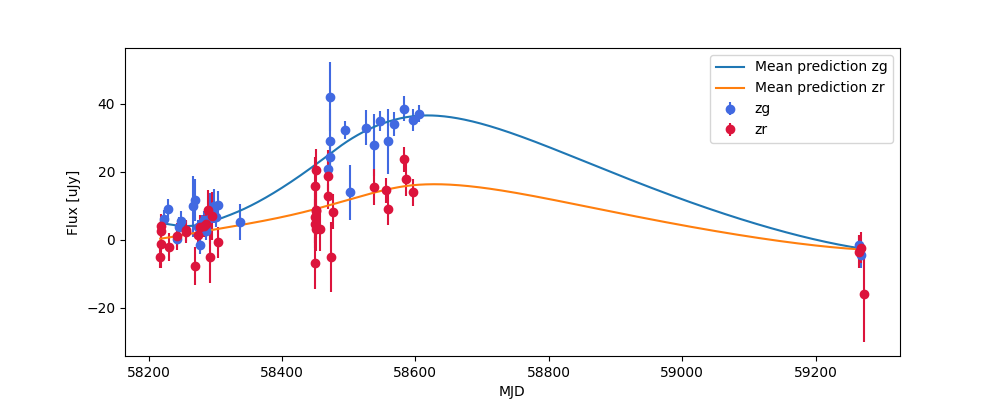 Mean prediction zg
Mean prediction zr
zg
zr
Flux [uJy]
40
20
0
−20
58200 58400 58600 58800 59000 59200
MJD